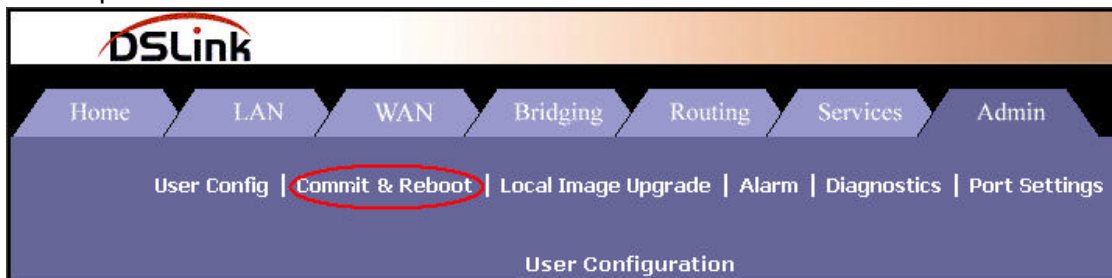 DSLink
Home LAN WAN Bridging Routing Services Admin
User Config | Commit & Reboot | Local Image Upgrade | Alarm | Diagnostics | Port Settings
User Configuration